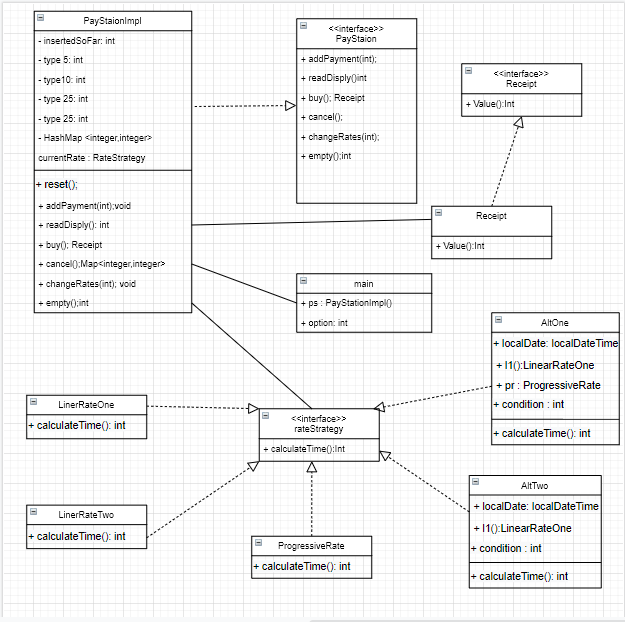 PayStaionImpl
- insertedSoFar: int
- type 5: int
- type10: int
- type 25: int
- type 25: int
- HashMap <integer,integer>
currentRate : RateStrategy
+ reset();
+ addPayment(int);void
+ readDisply(): int
+ buy(); Receipt
+ cancel();Map<integer,integer>
+ changeRates(int); void
+ empty();int
<<interface>>
PayStaion
+ addPayment(int);
+ readDisply()int
+ buy(); Receipt
+ cancel();
+ changeRates(int);
+ empty();int
<<interface>>
Receipt
+ Value():Int
Receipt
+ Value():Int
main
+ ps : PayStationImpl()
+ option: int
AltOne
+ localDate: localDateTime
+ l1():LinearRateOne
+ pr : ProgressiveRate
+ condition : int
+ calculateTime(): int
LinerRateOne
+ calculateTime(): int
<<interface>>
rateStrategy
+ calculateTime():Int
LinerRateTwo
+ calculateTime(): int
ProgressiveRate
+ calculateTime(): int
AltTwo
+ localDate: localDateTime
+ l1():LinearRateOne
+ condition : int
+ calculateTime(): int